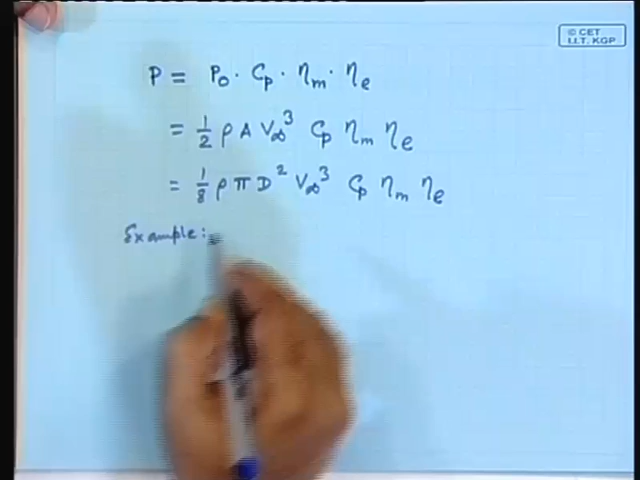 © CET
I.I.T. KGP
P = P₀ · Cp · ηm · ηe
= 1/2 ρ A V∞³ Cp ηm ηe
= 1/8 ρ π D² V∞³ Cp ηm ηe
Example: